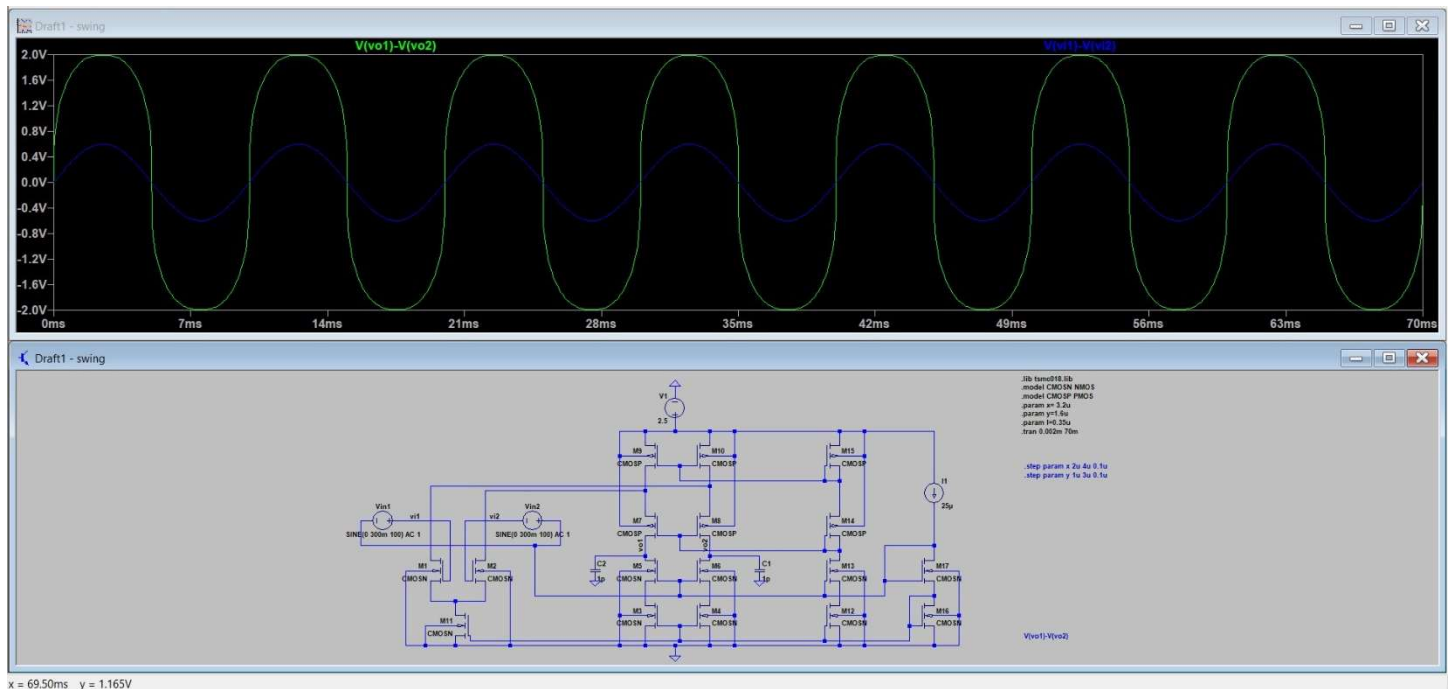 Draft1 - swing
V(vo1)-V(vo2)
V(vi1)-V(vi2)
2.0V
1.6V
1.2V
0.8V
0.4V
0.0V
-0.4V
-0.8V
-1.2V
-1.6V
-2.0V
0ms 7ms 14ms 21ms 28ms 35ms 42ms 49ms 56ms 63ms 70ms
Draft1 - swing
.lib tsmc018.lib
.model CMOSN NMOS
.model CMOSP PMOS
.param x= 3.2u
.param y=1.6u
.param l=0.35u
.tran 0.002m 70m
.step param x 2u 4u 0.1u
.step param y 1u 3u 0.1u
V1
2.5
M9
CMOSP
M10
CMOSP
M15
CMOSP
I1
25µ
Vin1
vi1
SINE(0 300m 100) AC 1
vi2
Vin2
SINE(0 300m 100) AC 1
M7
CMOSP
M8
CMOSP
M14
CMOSP
vo1
vo2
C2
1p
C1
1p
M1
CMOSN
M2
CMOSN
M5
CMOSN
M6
CMOSN
M13
CMOSN
M17
CMOSN
M11
CMOSN
M3
CMOSN
M4
CMOSN
M12
CMOSN
M16
CMOSN
V(vo1)-V(vo2)
x = 69.50ms y = 1.165V